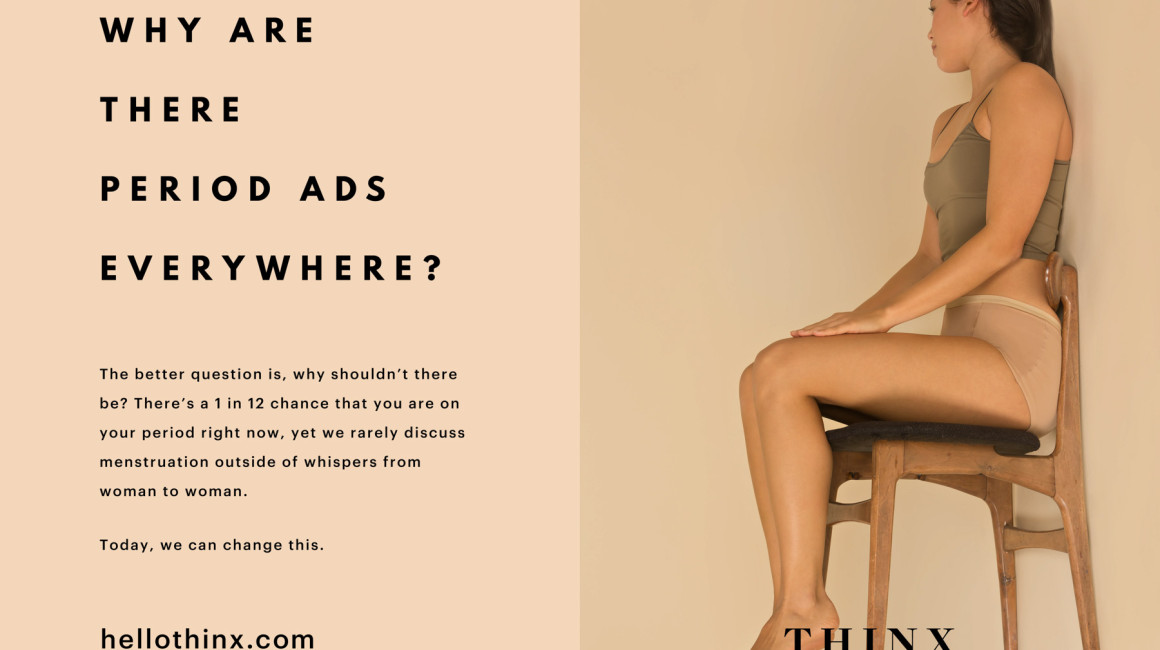 WHY ARE
THERE
PERIOD ADS
EVERYWHERE?
The better question is, why shouldn’t there
be? There’s a 1 in 12 chance that you are on
your period right now, yet we rarely discuss
menstruation outside of whispers from
woman to woman.
Today, we can change this.
hellothinx.com
THINX